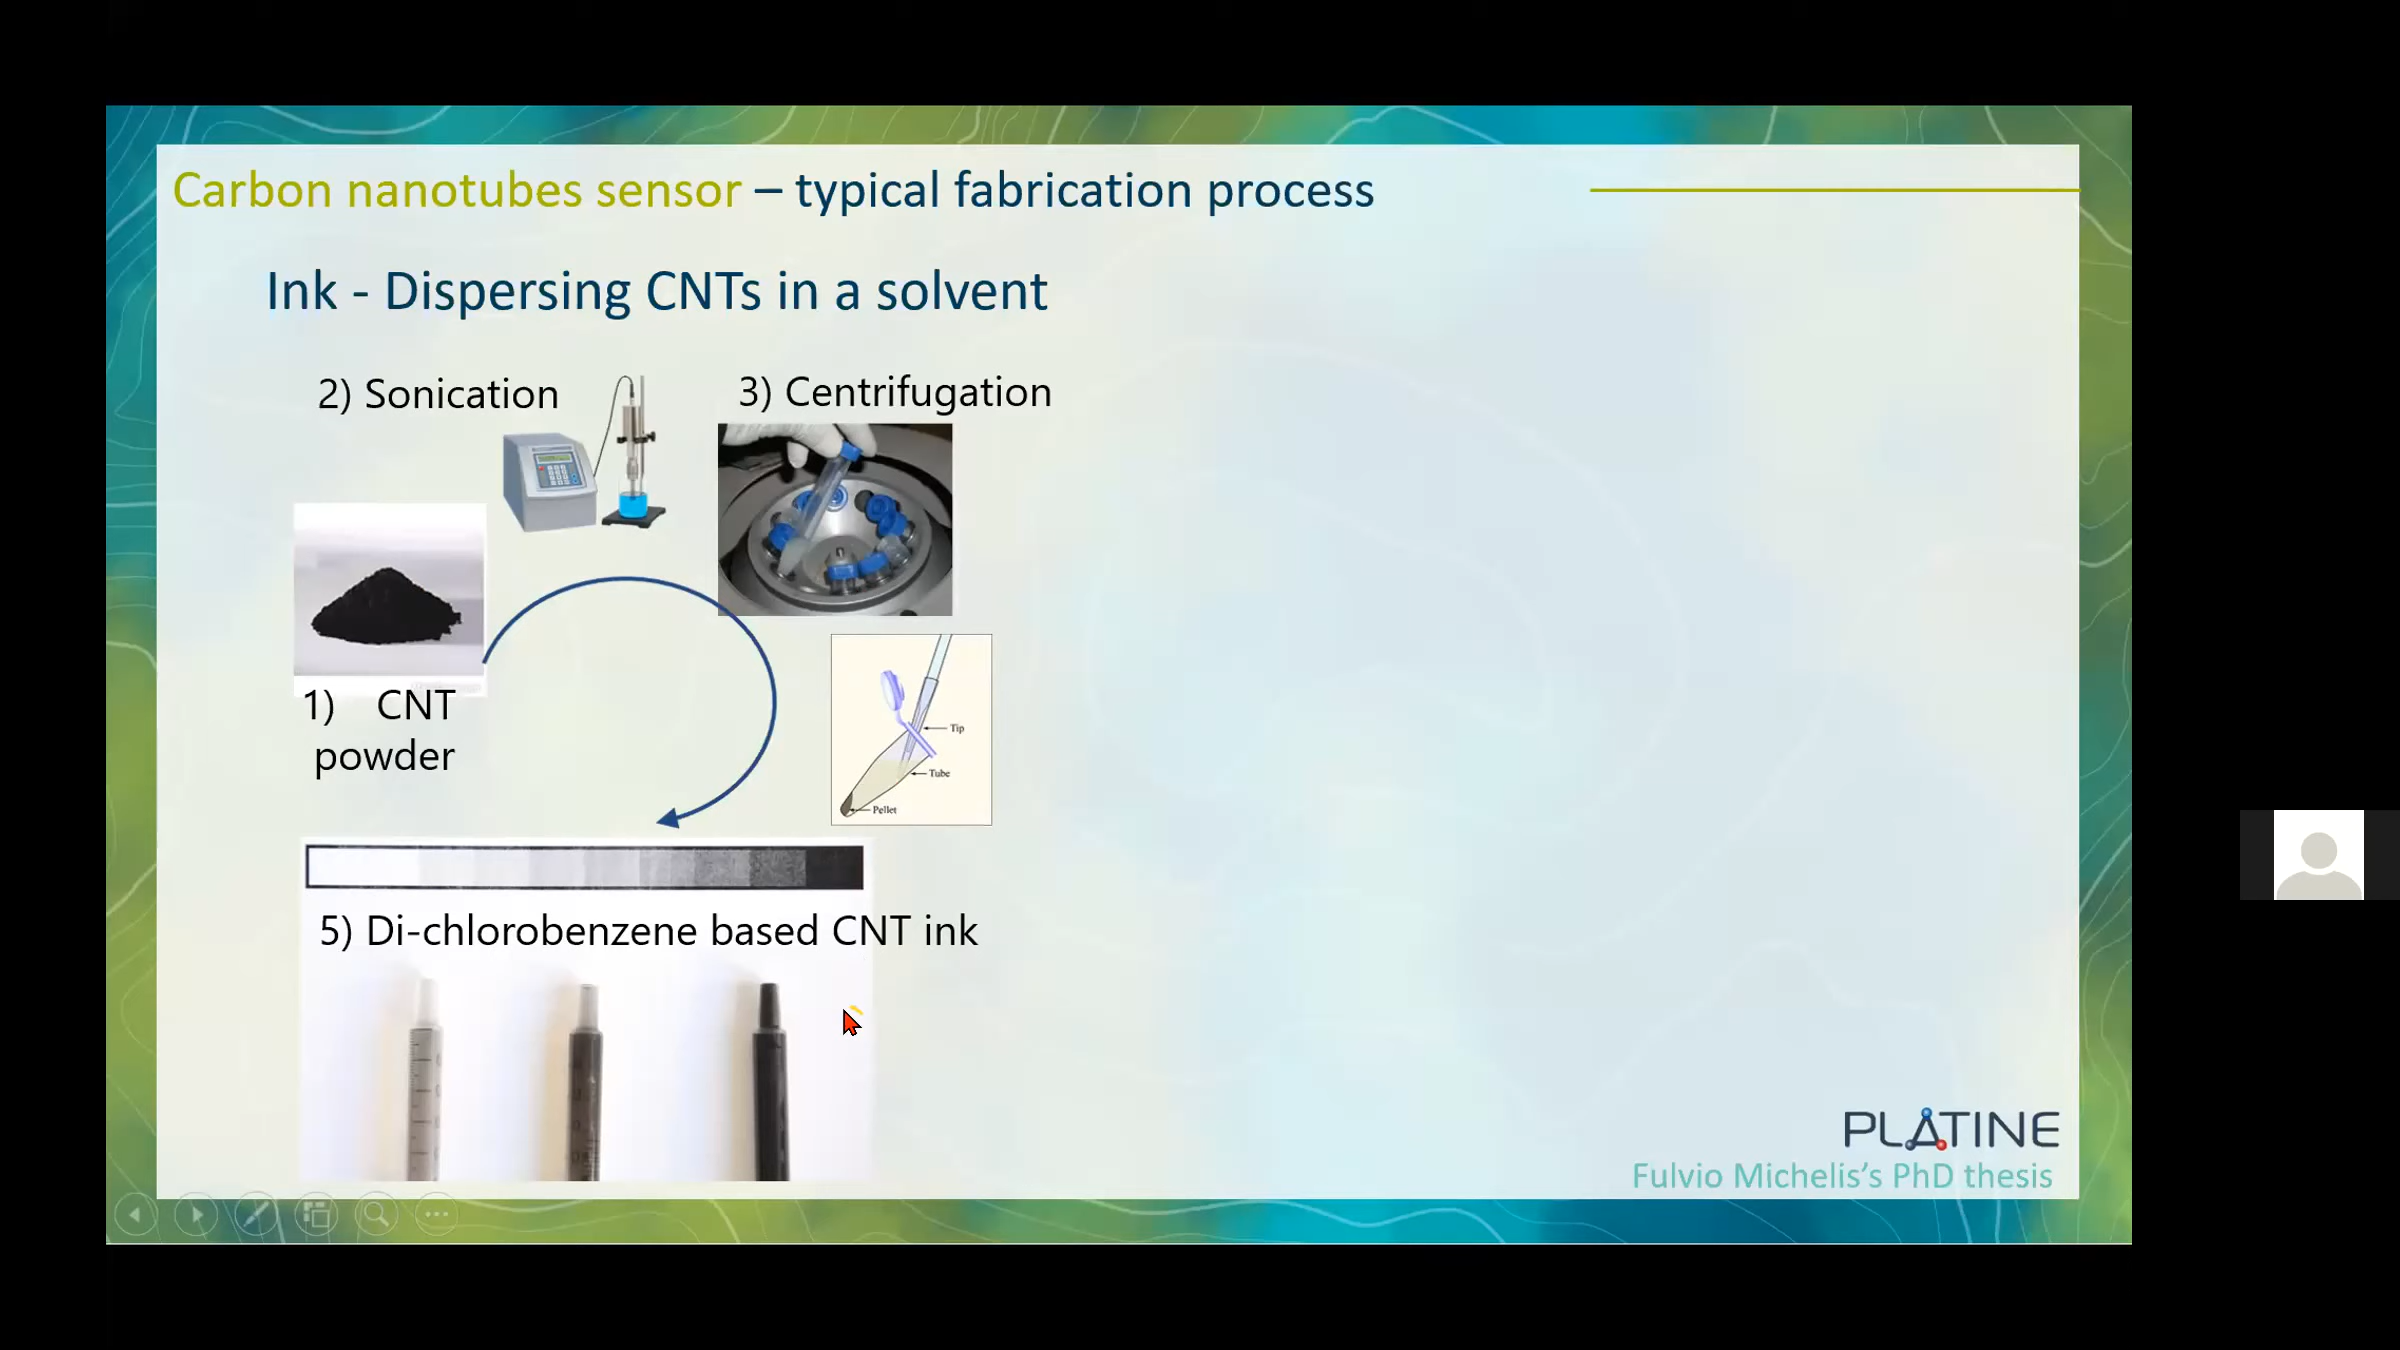 Carbon nanotubes sensor – typical fabrication process
Ink - Dispersing CNTs in a solvent
2) Sonication
3) Centrifugation
1) CNT
powder
Tip
Tube
Pellet
5) Di-chlorobenzene based CNT ink
PLATINE
Fulvio Michelis’s PhD thesis